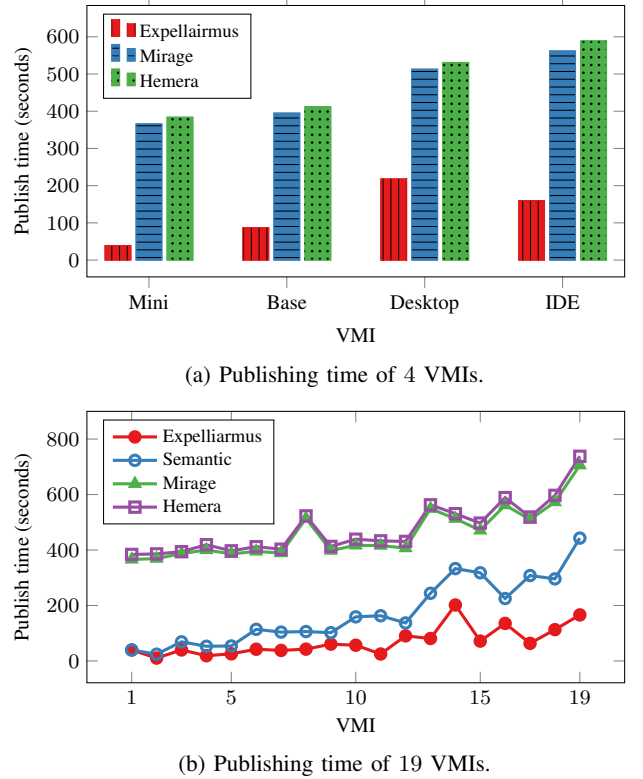 Expellairmus
Mirage
Hemera
600
500
400
300
200
100
0
Publish time (seconds)
Mini Base Desktop IDE
VMI
(a) Publishing time of 4 VMIs.
Expelliarmus
Semantic
Mirage
Hemera
800
600
400
200
0
Publish time (seconds)
1 5 10 15 19
VMI
(b) Publishing time of 19 VMIs.